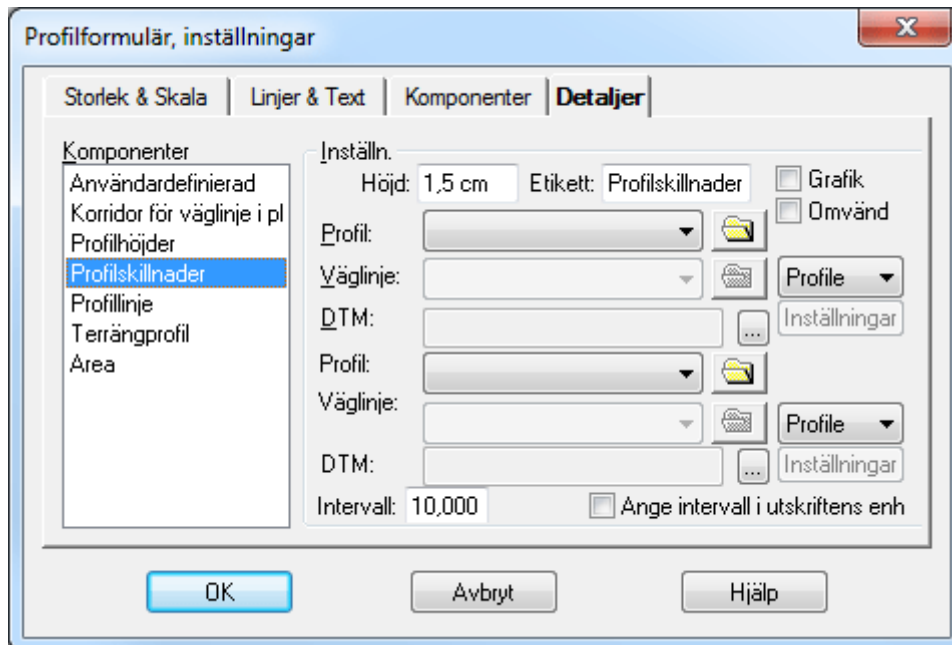 Profilformulär, inställningar
Storlek & Skala
Linjer & Text
Komponenter
Detaljer
Komponenter
Användardefinierad
Korridor för väglinje i pl
Profilhöjder
Profilskillnader
Profillinje
Terrängprofil
Area
Inställn.
Höjd: 1,5 cm
Etikett: Profilskillnader
Grafik
Omvänd
Profil:
Väglinje:
Profile
DTM:
...
Inställningar
Profil:
Väglinje:
Profile
DTM:
...
Inställningar
Intervall: 10,000
Ange intervall i utskriftens enh
OK
Avbryt
Hjälp